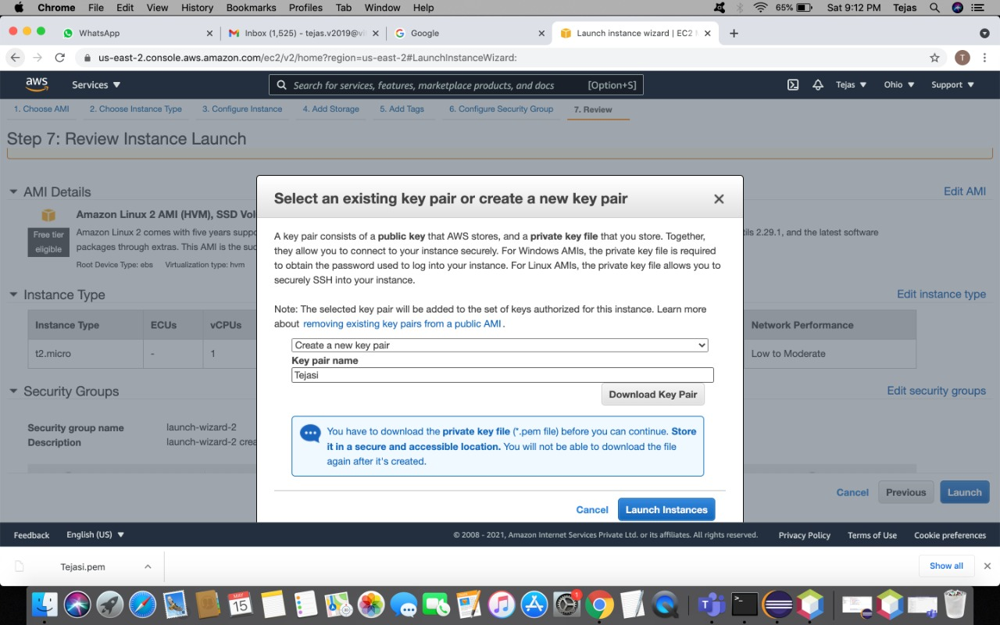 Chrome File Edit View History Bookmarks Profiles Tab Window Help 65% Sat 9:12 PM Tejas
WhatsApp
Inbox (1,525) - tejas.v2019@vi
Google
Launch instance wizard | EC2
us-east-2.console.aws.amazon.com/ec2/v2/home?region=us-east-2#LaunchInstanceWizard:
T
aws Services Search for services, features, marketplace products, and docs [Option+S] Tejas Ohio Support
1. Choose AMI 2. Choose Instance Type 3. Configure Instance 4. Add Storage 5. Add Tags 6. Configure Security Group 7. Review
Step 7: Review Instance Launch
AMI Details
Edit AMI
Amazon Linux 2 AMI (HVM), SSD Vol
Free tier
eligible
Amazon Linux 2 comes with five years suppo
tils 2.29.1, and the latest software
packages through extras. This AMI is the suc
Root Device Type: ebs Virtualization type: hvm
Instance Type
Edit instance type
Instance Type ECUs vCPUs
Network Performance
t2.micro - 1
Low to Moderate
Security Groups
Edit security groups
Security group name launch-wizard-2
Description launch-wizard-2 crea
Select an existing key pair or create a new key pair
A key pair consists of a public key that AWS stores, and a private key file that you store. Together,
they allow you to connect to your instance securely. For Windows AMIs, the private key file is required
to obtain the password used to log into your instance. For Linux AMIs, the private key file allows you to
securely SSH into your instance.
Note: The selected key pair will be added to the set of keys authorized for this instance. Learn more
about removing existing key pairs from a public AMI.
Create a new key pair
Key pair name
Tejasi
Download Key Pair
You have to download the private key file (*.pem file) before you can continue. Store
it in a secure and accessible location. You will not be able to download the file
again after it's created.
Cancel Launch Instances
Cancel Previous Launch
Feedback English (US) © 2008 - 2021, Amazon Internet Services Private Ltd. or its affiliates. All rights reserved. Privacy Policy Terms of Use Cookie preferences
Tejasi.pem
Show all
MAY
15
1